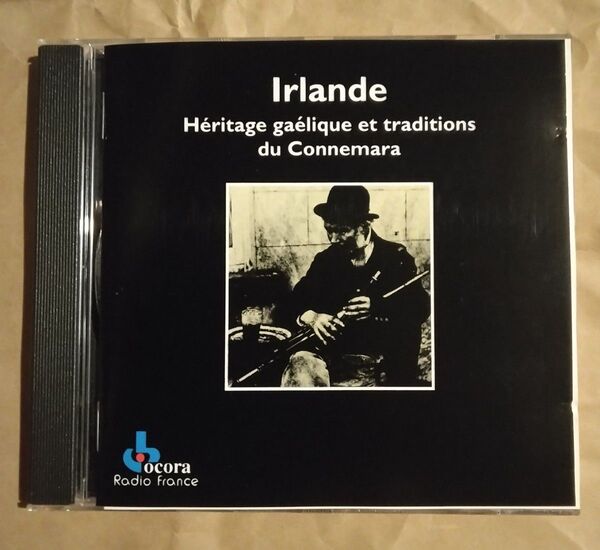 Irlande
Héritage gaélique et traditions
du Connemara
ocora
Radio France